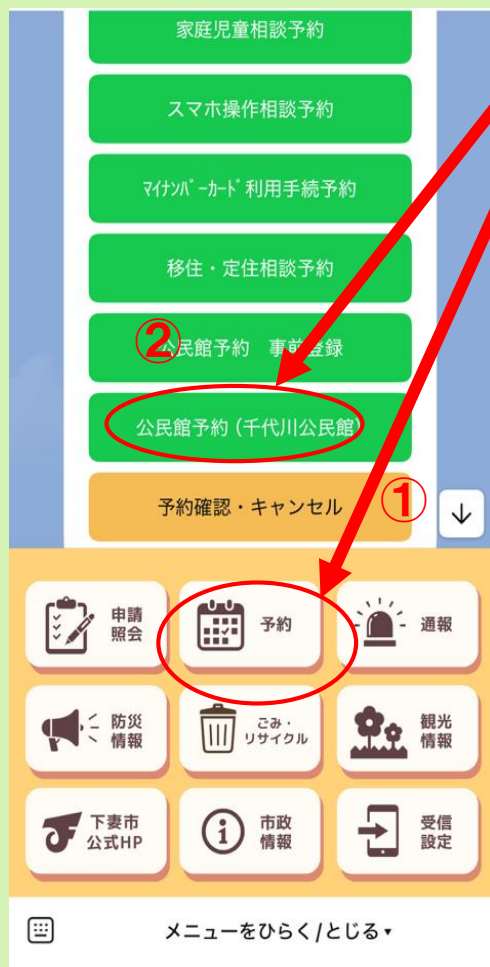 家庭児童相談予約
スマホ操作相談予約
ﾏｲﾅﾝﾊﾞｰｶｰﾄﾞ利用手続予約
移住・定住相談予約
②
公民館予約 事前登録
公民館予約（千代川公民館）
予約確認・キャンセル
①
申請
照会
予約
通報
防災
情報
ごみ・
リサイクル
観光
情報
下妻市
公式HP
市政
情報
受信
設定
メニューをひらく/とじる▾